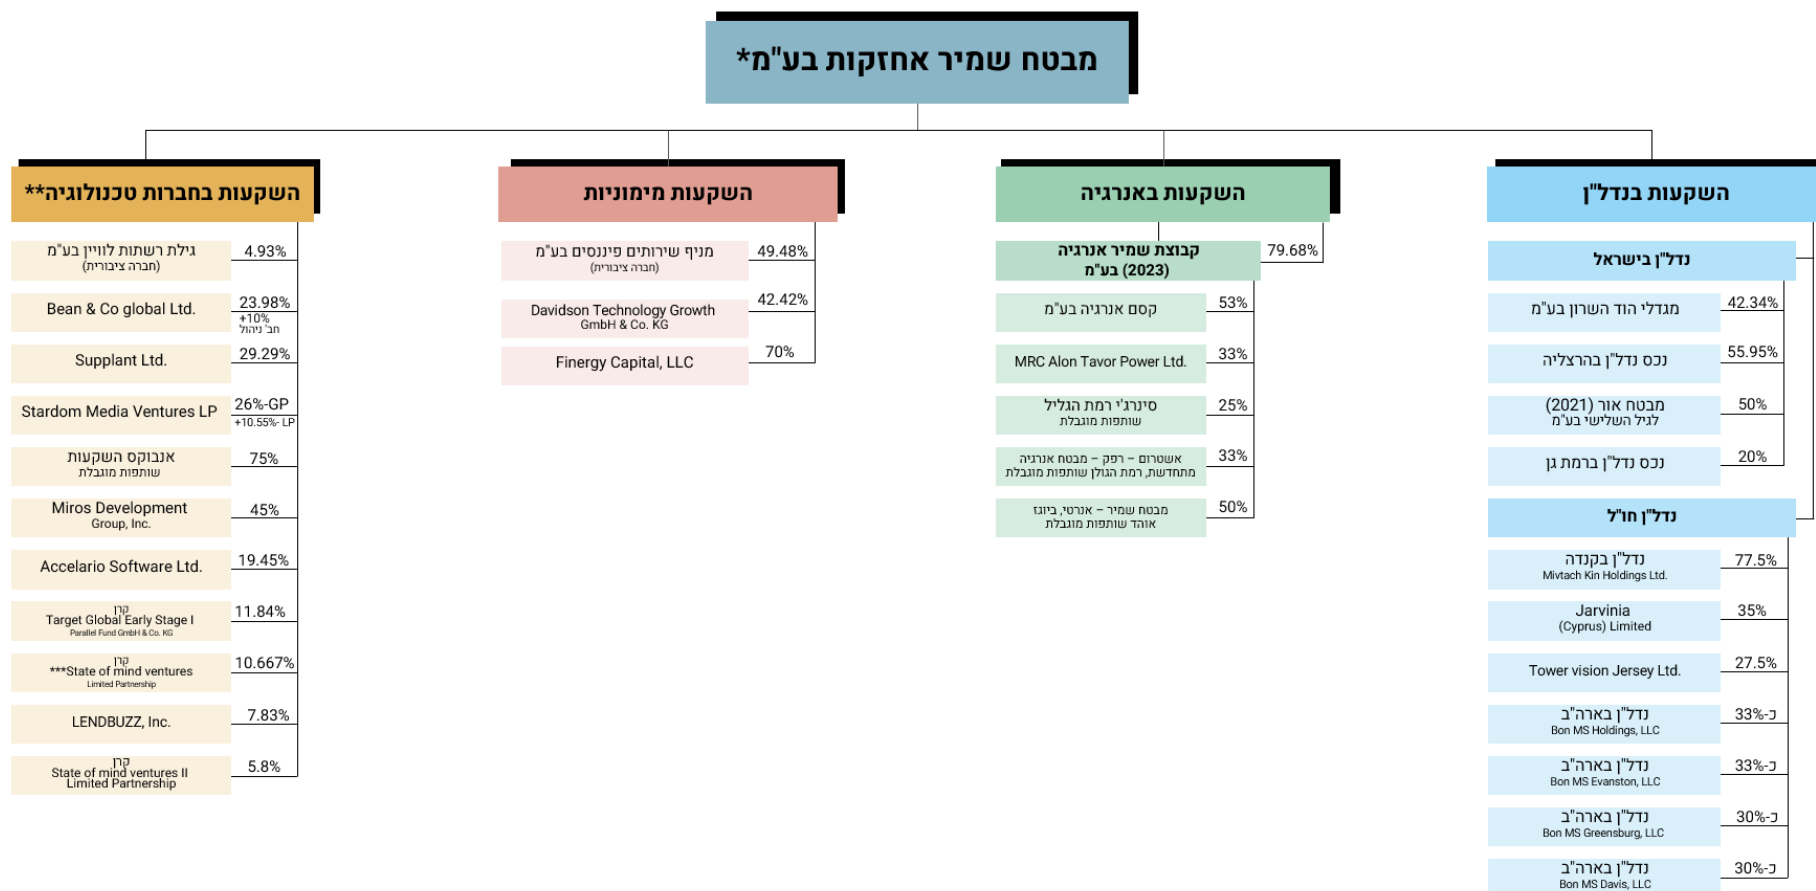 מבטח שמיר אחזקות בע"מ*
השקעות בנדל"ן
נדל"ן בישראל
מגדלי הוד השרון בע"מ
42.34%
נכס נדל"ן בהרצליה
55.95%
מבטח אור (2021)
לגיל השלישי בע"מ
50%
נכס נדל"ן ברמת גן
20%
נדל"ן חו"ל
נדל"ן בקנדה
Mivtach Kin Holdings Ltd.
77.5%
Jarvinia
(Cyprus) Limited
35%
Tower vision Jersey Ltd.
27.5%
נדל"ן בארה"ב
Bon MS Holdings, LLC
כ-33%
נדל"ן בארה"ב
Bon MS Evanston, LLC
כ-33%
נדל"ן בארה"ב
Bon MS Greensburg, LLC
כ-30%
נדל"ן בארה"ב
Bon MS Davis, LLC
כ-30%
השקעות באנרגיה
קבוצת שמיר אנרגיה
(2023) בע"מ
79.68%
קסם אנרגיה בע"מ
53%
MRC Alon Tavor Power Ltd.
33%
סינרג'י רמת הגליל
שותפות מוגבלת
25%
אשטרום – רפק – מבטח אנרגיה
מתחדשת, רמת הגולן שותפות מוגבלת
33%
מבטח שמיר – אנרטי, ביוגז
אוהד שותפות מוגבלת
50%
השקעות מימוניות
מניף שירותים פיננסים בע"מ
(חברה ציבורית)
49.48%
Davidson Technology Growth
GmbH & Co. KG
42.42%
Finergy Capital, LLC
70%
השקעות בחברות טכנולוגיה**
גילת רשתות לוויין בע"מ
(חברה ציבורית)
4.93%
Bean & Co global Ltd.
23.98%
+10%
חב' ניהול
Supplant Ltd.
29.29%
Stardom Media Ventures LP
26%-GP
+10.55%- LP
אנבוקס השקעות
שותפות מוגבלת
75%
Miros Development
Group, Inc.
45%
Accelario Software Ltd.
19.45%
קרן
Target Global Early Stage I
Parallel Fund GmbH & Co. KG
11.84%
קרן
***State of mind ventures
Limited Partnership
10.667%
LENDBUZZ, Inc.
7.83%
קרן
State of mind ventures II
Limited Partnership
5.8%